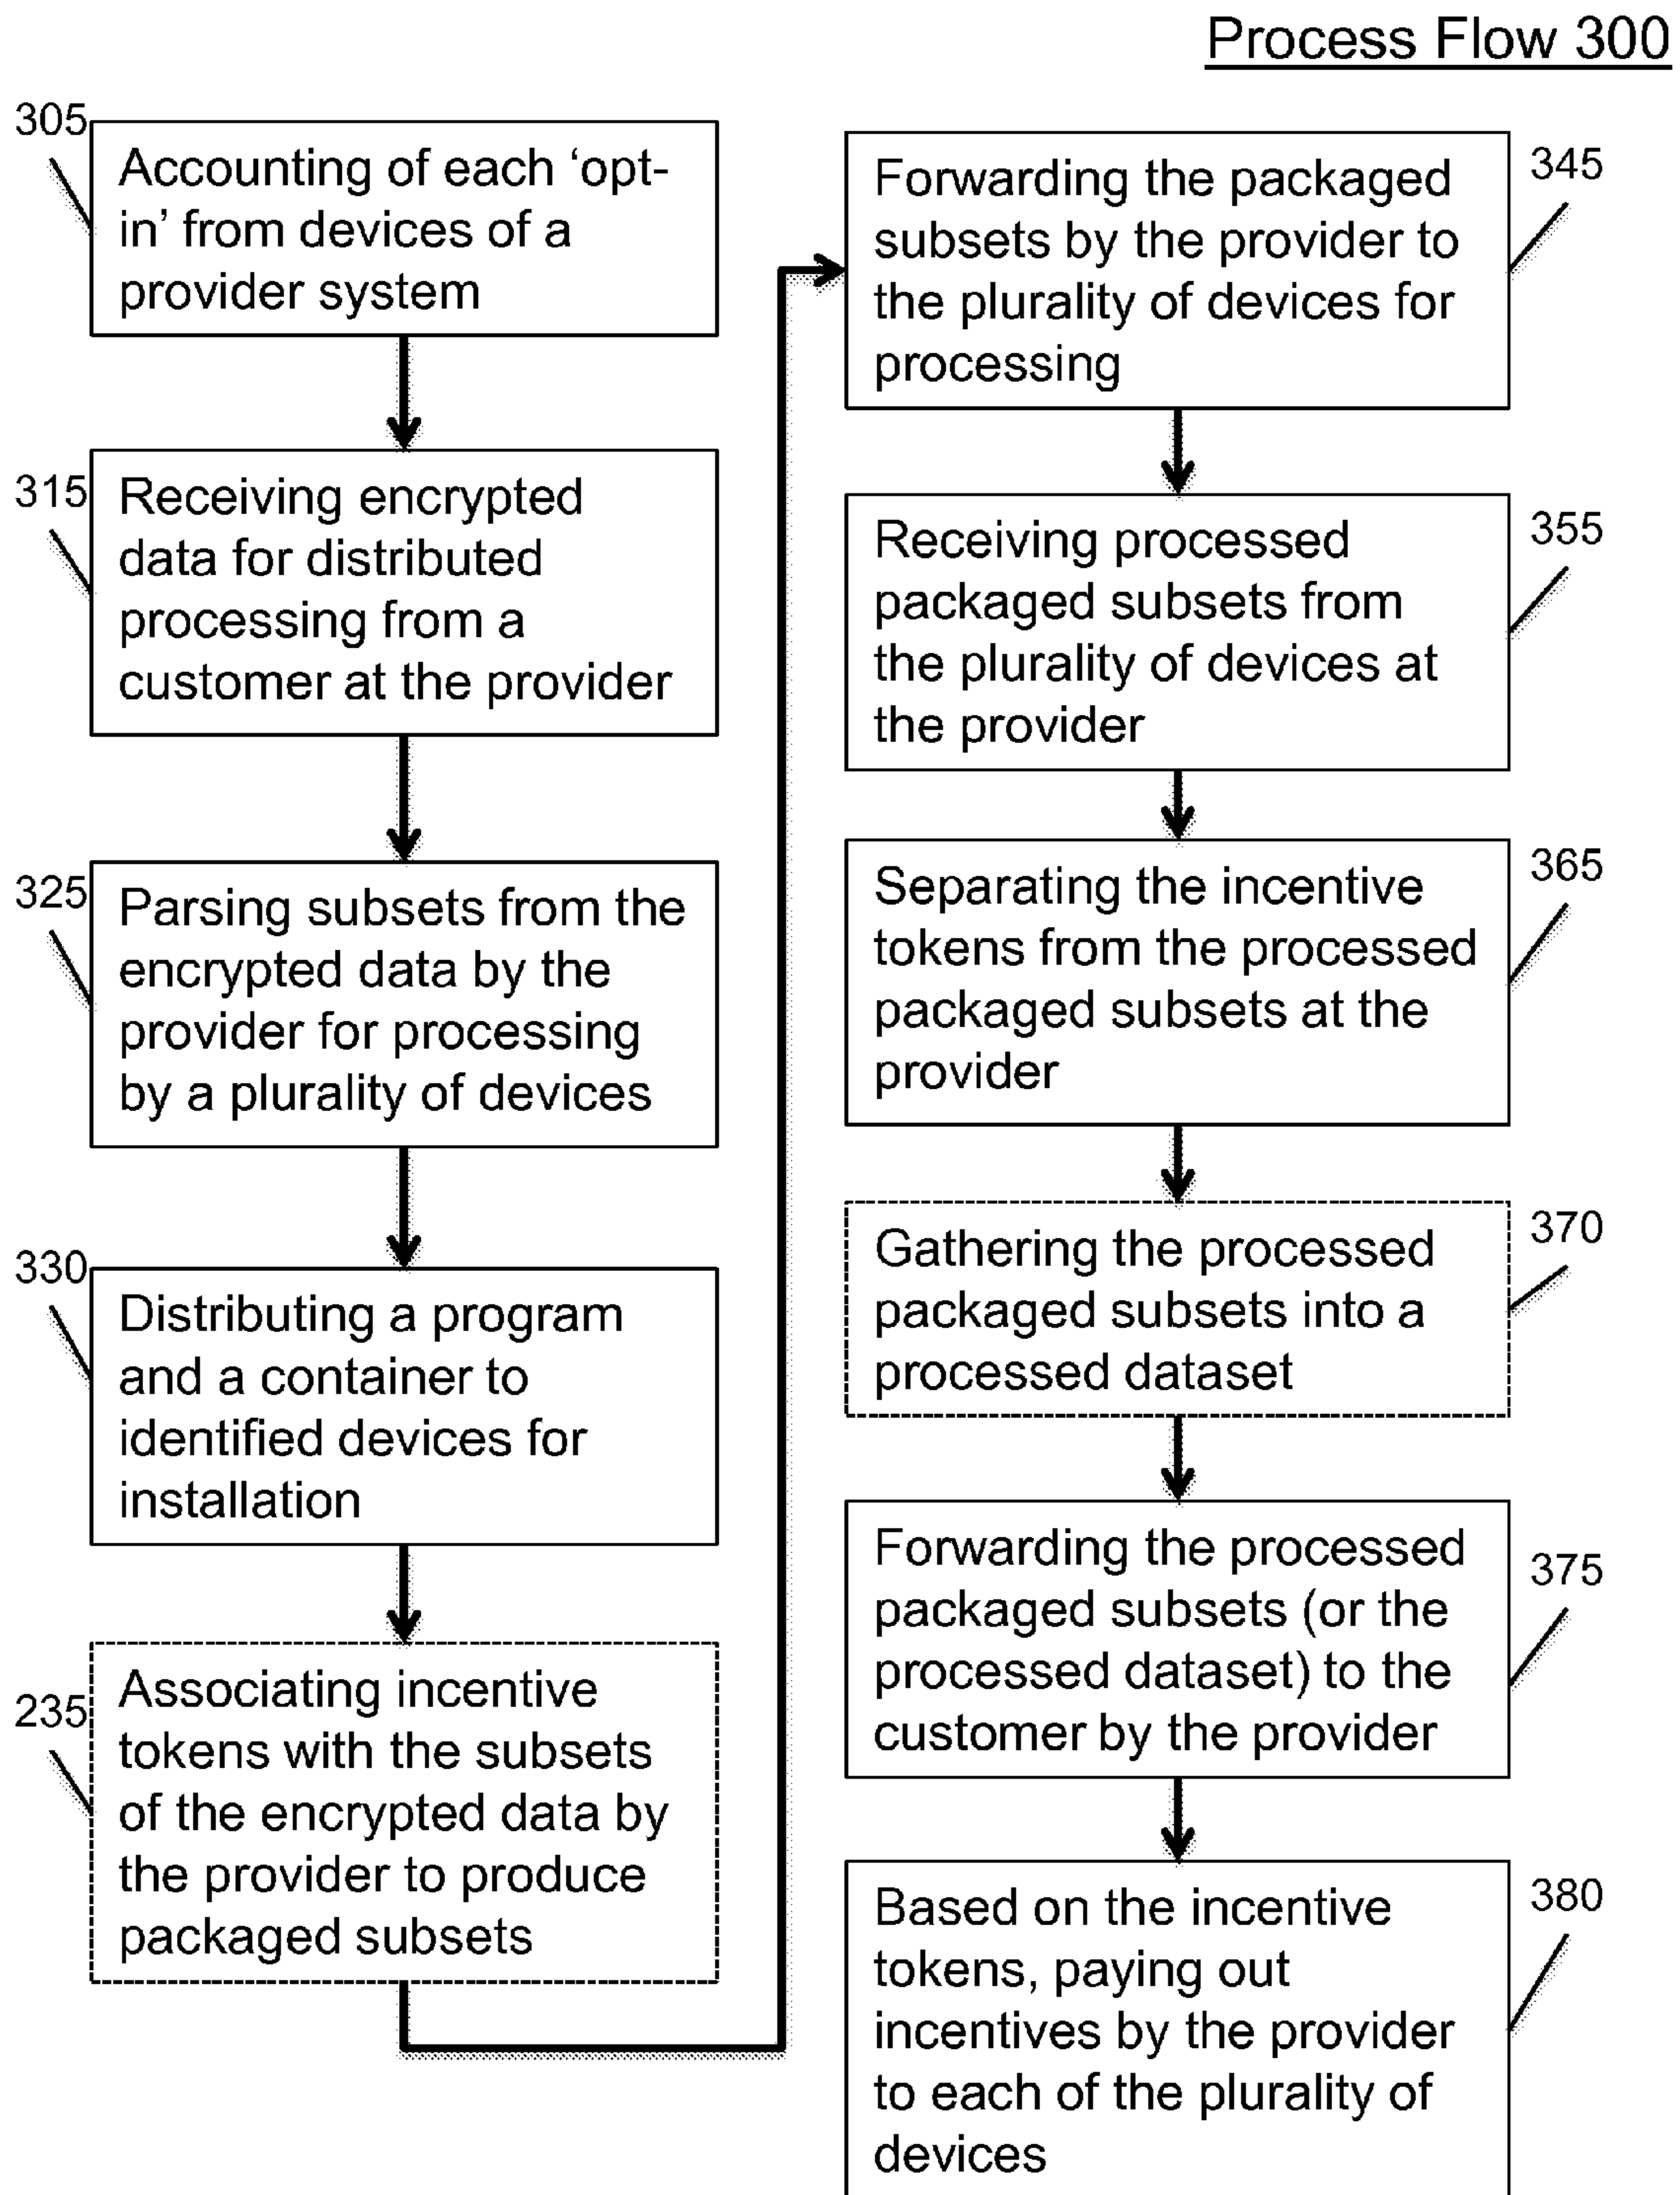 Process Flow 300
305
Accounting of each ‘opt-
in’ from devices of a
provider system
315
Receiving encrypted
data for distributed
processing from a
customer at the provider
325
Parsing subsets from the
encrypted data by the
provider for processing
by a plurality of devices
330
Distributing a program
and a container to
identified devices for
installation
235
Associating incentive
tokens with the subsets
of the encrypted data by
the provider to produce
packaged subsets
345
Forwarding the packaged
subsets by the provider to
the plurality of devices for
processing
355
Receiving processed
packaged subsets from
the plurality of devices at
the provider
365
Separating the incentive
tokens from the processed
packaged subsets at the
provider
370
Gathering the processed
packaged subsets into a
processed dataset
375
Forwarding the processed
packaged subsets (or the
processed dataset) to the
customer by the provider
380
Based on the incentive
tokens, paying out
incentives by the provider
to each of the plurality of
devices